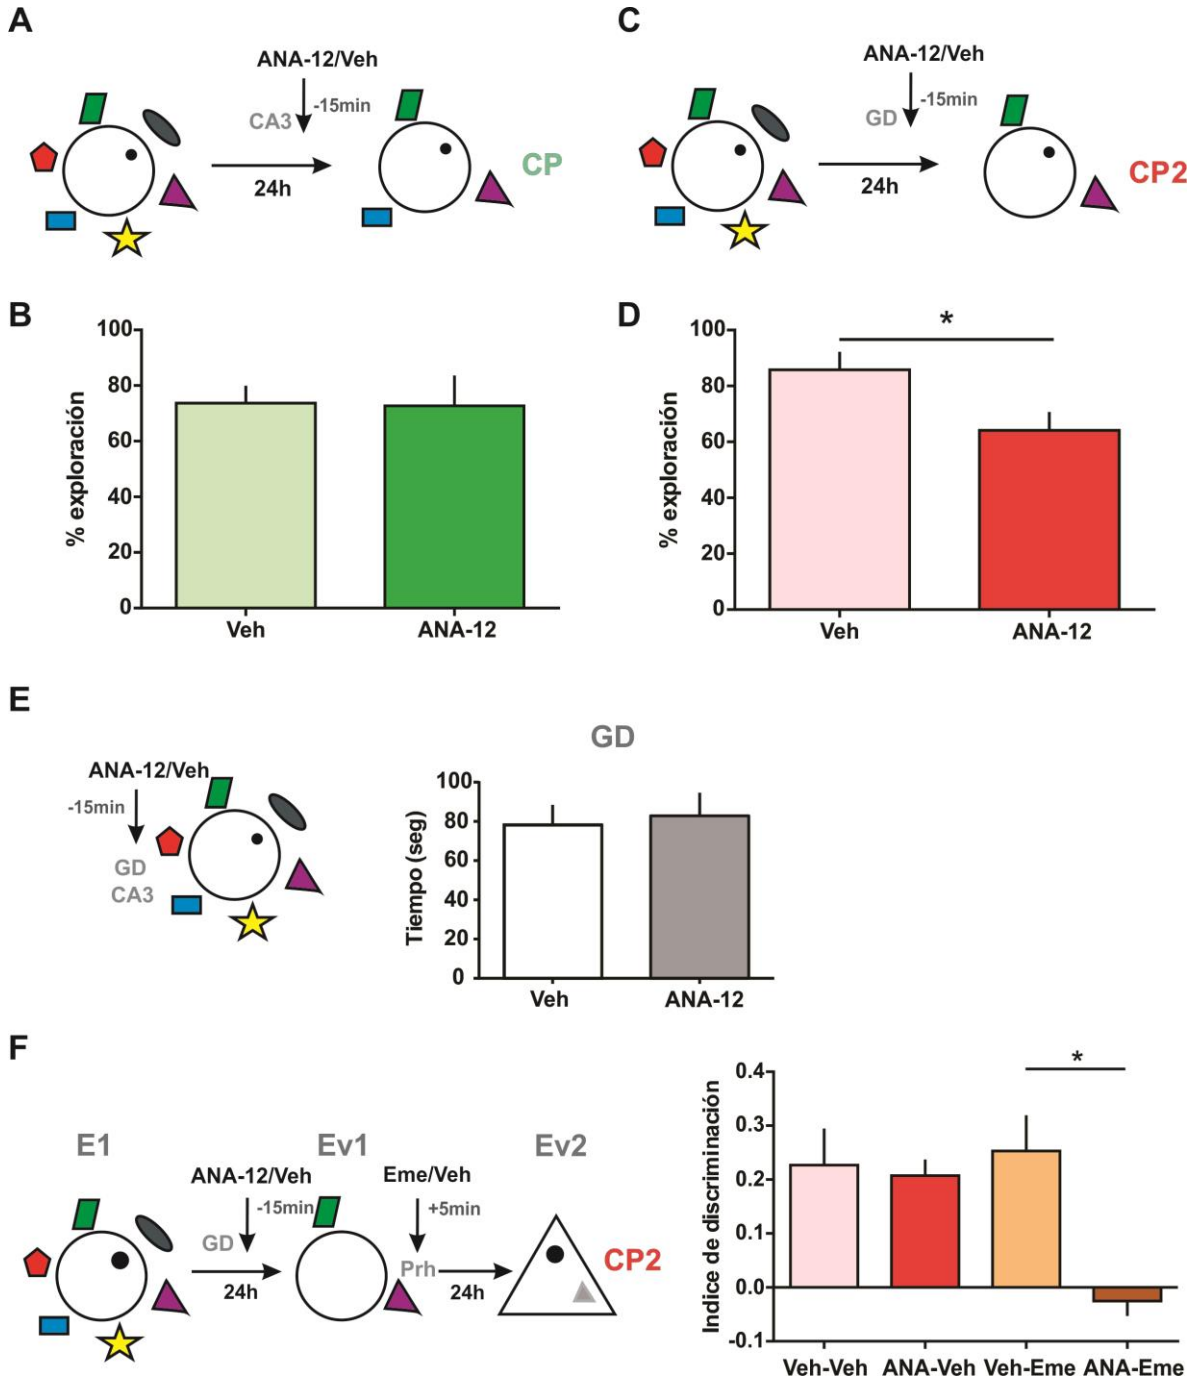 A
ANA-12/Veh
-15min
CA3
24h
CP
C
ANA-12/Veh
-15min
GD
24h
CP2
B
100
80
60
40
20
0
% exploración
Veh
ANA-12
D
*
100
80
60
40
20
0
% exploración
Veh
ANA-12
E
ANA-12/Veh
-15min
GD
CA3
GD
100
80
60
40
20
0
Tiempo (seg)
Veh
ANA-12
F
E1
Ev1
Ev2
ANA-12/Veh
-15min
GD
24h
Eme/Veh
+5min
Prh
24h
CP2
*
0.4
0.3
0.2
0.1
0.0
-0.1
Indice de discriminación
Veh-Veh
ANA-Veh
Veh-Eme
ANA-Eme